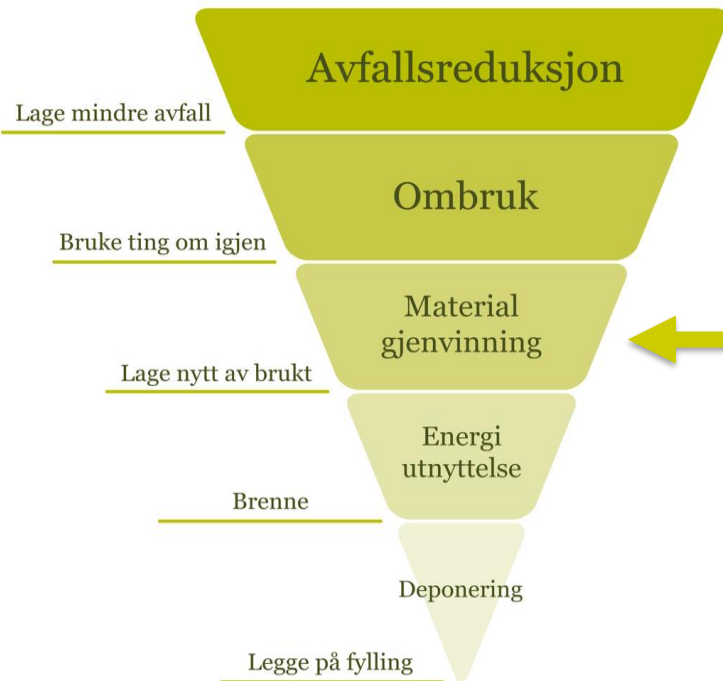 Avfallsreduksjon
Lage mindre avfall
Ombruk
Bruke ting om igjen
Material
gjenvinning
Lage nytt av brukt
Energi
utnyttelse
Brenne
Deponering
Legge på fylling